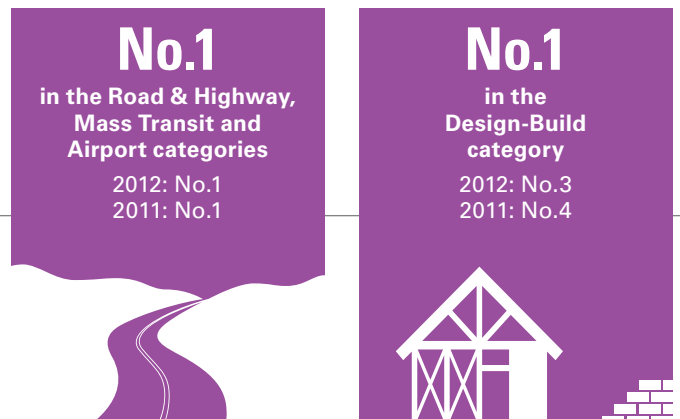 No.1
in the Road & Highway,
Mass Transit and
Airport categories
2012: No.1
2011: No.1
No.1
in the
Design-Build
category
2012: No.3
2011: No.4